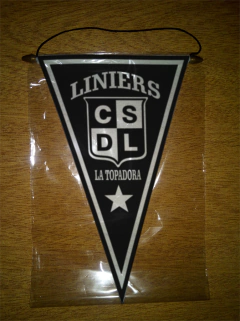 LINIERS
CS
DL
LA TOPADORA